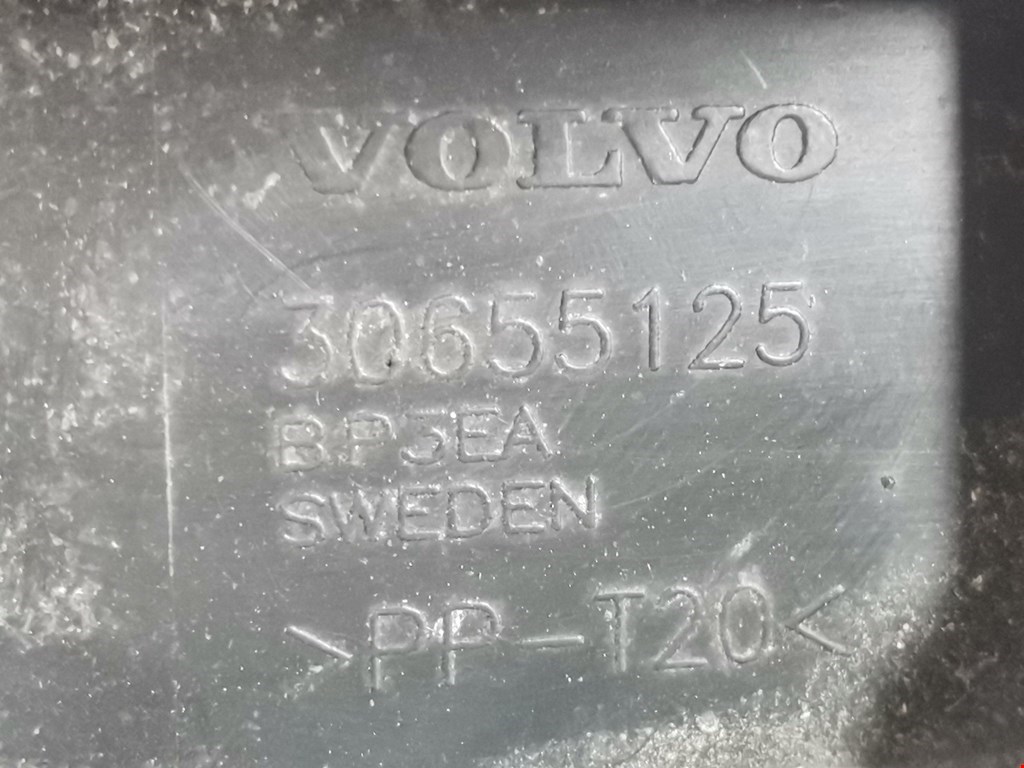 VOLVO
30655125
BP3EA
SWEDEN
>PP-T20<